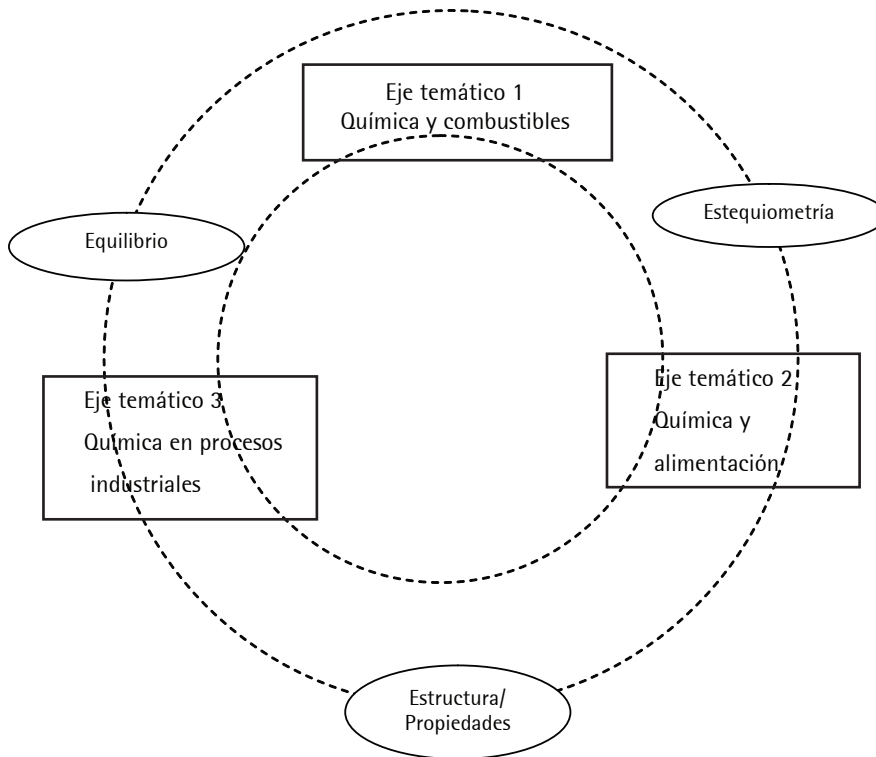 Eje temático 1
Química y combustibles
Estequiometría
Equilibrio
Eje temático 2
Química y
alimentación
Eje temático 3
Química en procesos
industriales
Estructura/
Propiedades